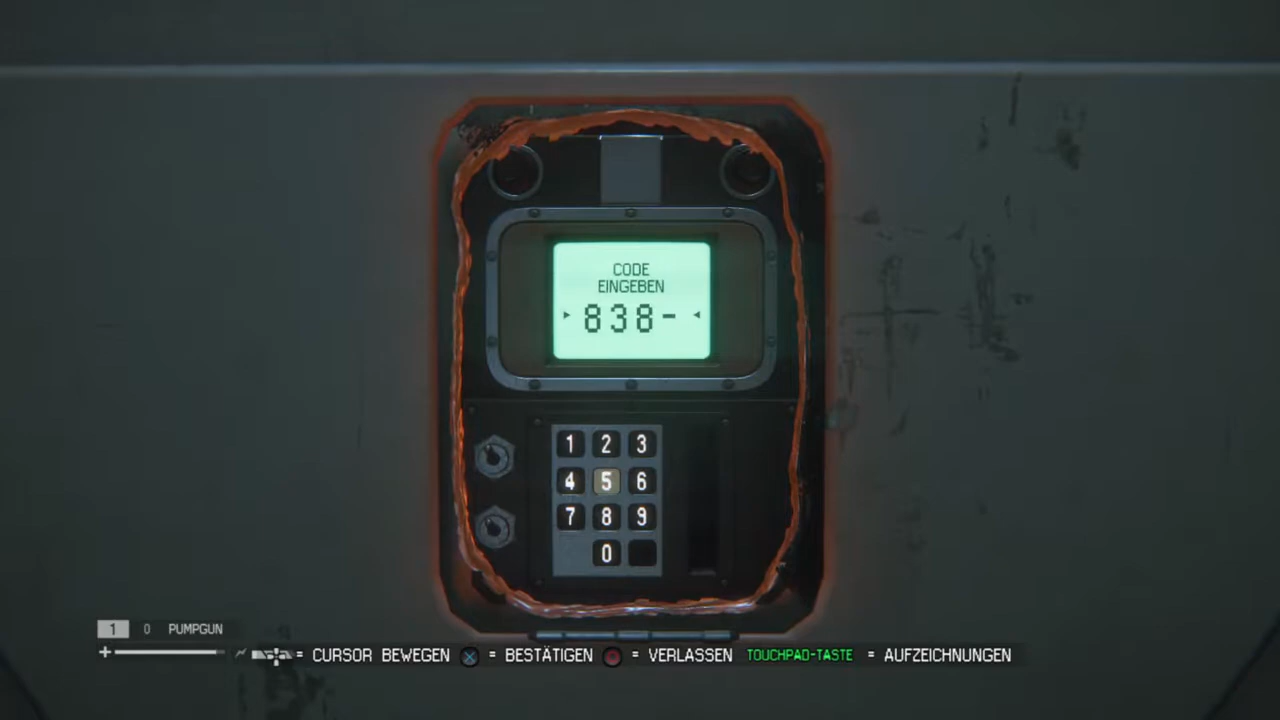 CODE
EINGEBEN
838-
1 2 3
4 5 6
7 8 9
0
1 0 PUMPGUN
= CURSOR BEWEGEN = BESTÄTIGEN = VERLASSEN TOUCHPAD-TASTE = AUFZEICHNUNGEN